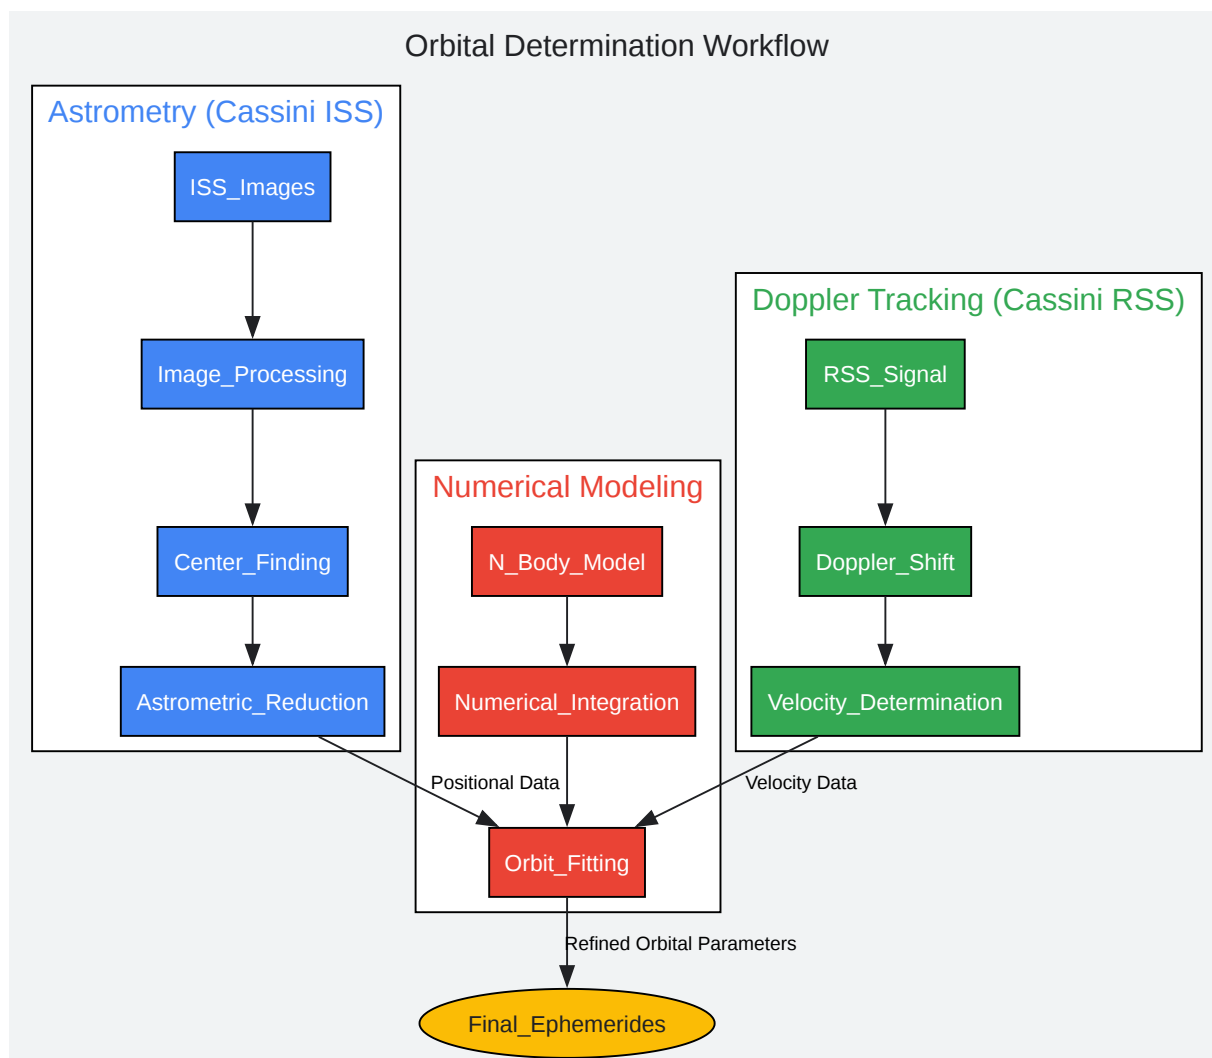 Orbital Determination Workflow
Astrometry (Cassini ISS)
ISS_Images
Image_Processing
Center_Finding
Astrometric_Reduction
Numerical Modeling
N_Body_Model
Numerical_Integration
Orbit_Fitting
Doppler Tracking (Cassini RSS)
RSS_Signal
Doppler_Shift
Velocity_Determination
Positional Data
Velocity Data
Refined Orbital Parameters
Final_Ephemerides